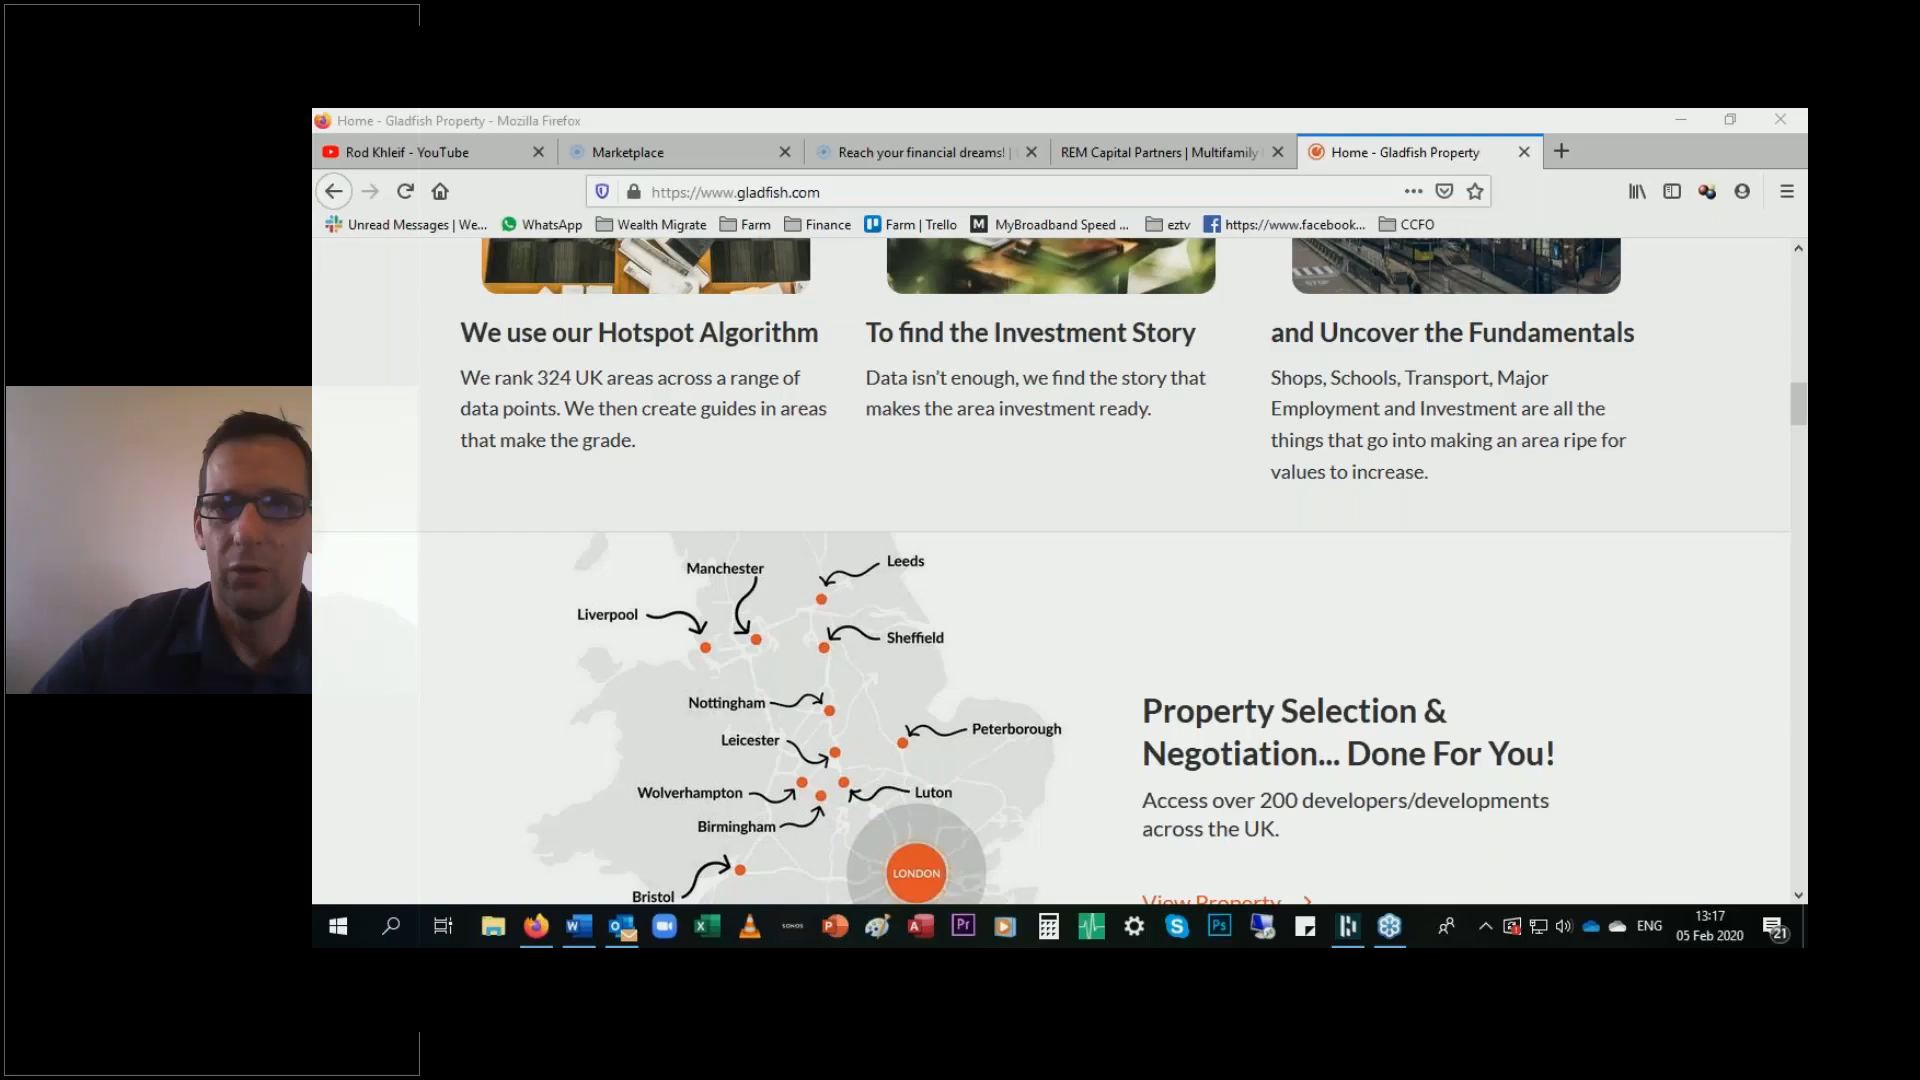 Home - Gladfish Property - Mozilla Firefox
Rod Khleif - YouTube
Marketplace
Reach your financial dreams! |
REM Capital Partners | Multifamily
Home - Gladfish Property
https://www.gladfish.com
Unread Messages | We...
WhatsApp
Wealth Migrate
Farm
Finance
Farm | Trello
MyBroadband Speed ...
eztv
https://www.facebook...
CCFO
We use our Hotspot Algorithm
We rank 324 UK areas across a range of
data points. We then create guides in areas
that make the grade.
To find the Investment Story
Data isn't enough, we find the story that
makes the area investment ready.
and Uncover the Fundamentals
Shops, Schools, Transport, Major
Employment and Investment are all the
things that go into making an area ripe for
values to increase.
Leeds
Manchester
Liverpool
Sheffield
Nottingham
Peterborough
Leicester
Wolverhampton
Luton
Birmingham
LONDON
Bristol
Property Selection &
Negotiation... Done For You!
Access over 200 developers/developments
across the UK.
View Property
SONOS
ENG
13:17
05 Feb 2020
21